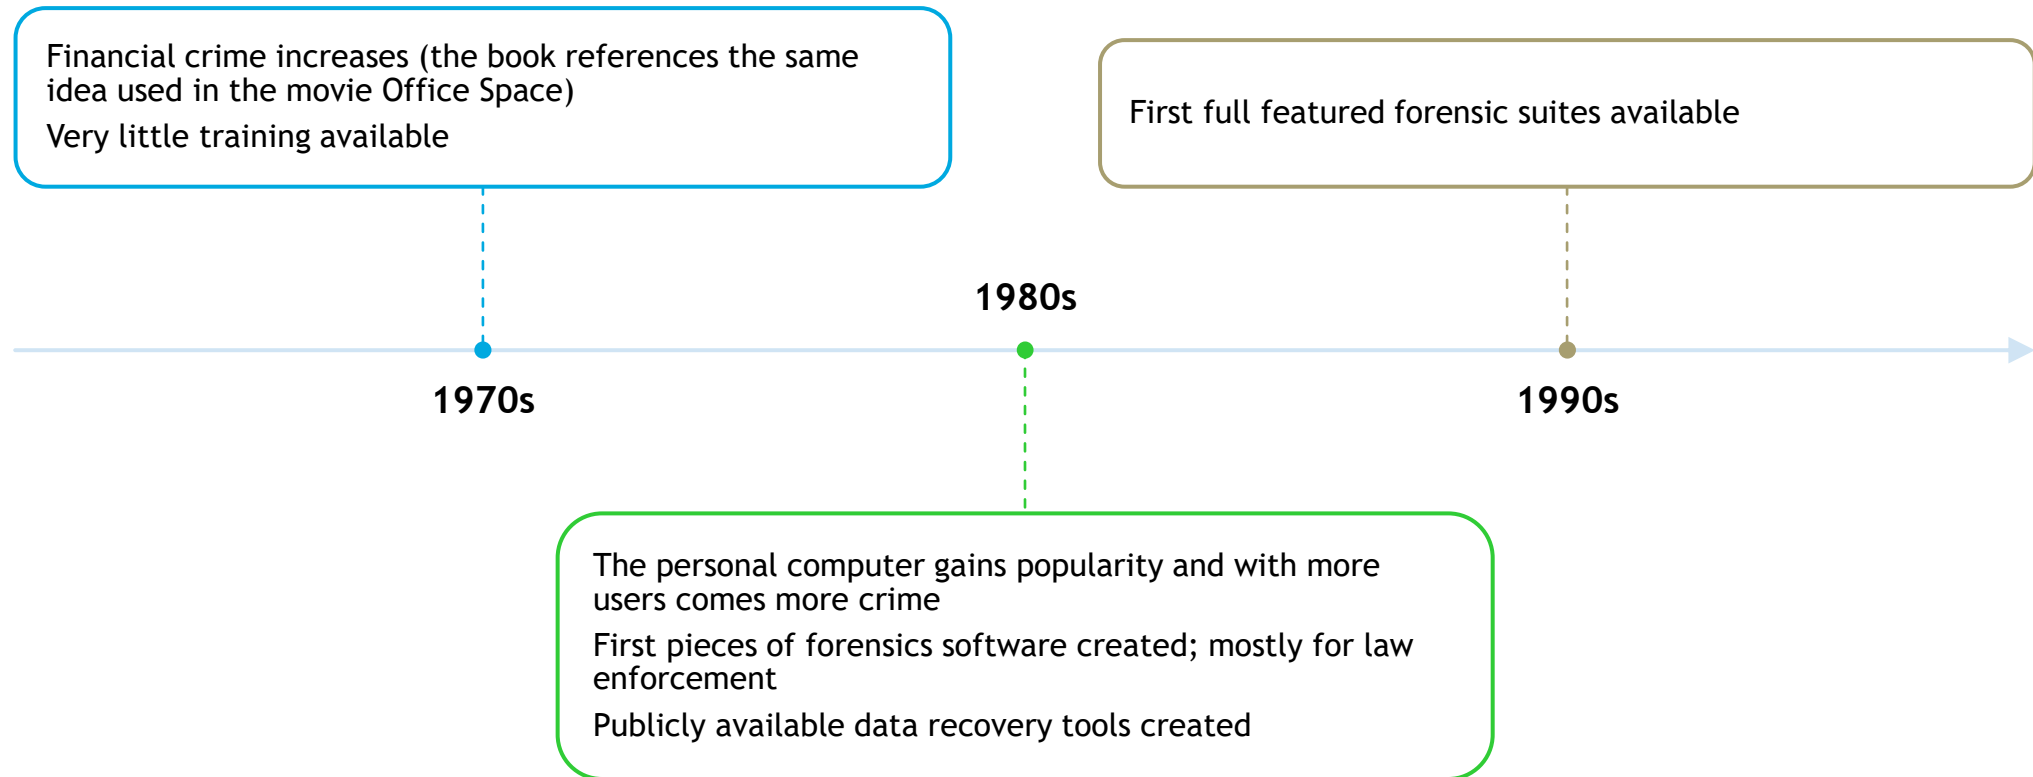 Financial crime increases (the book references the same
idea used in the movie Office Space)
Very little training available
1970s
1980s
The personal computer gains popularity and with more
users comes more crime
First pieces of forensics software created; mostly for law
enforcement
Publicly available data recovery tools created
First full featured forensic suites available
1990s